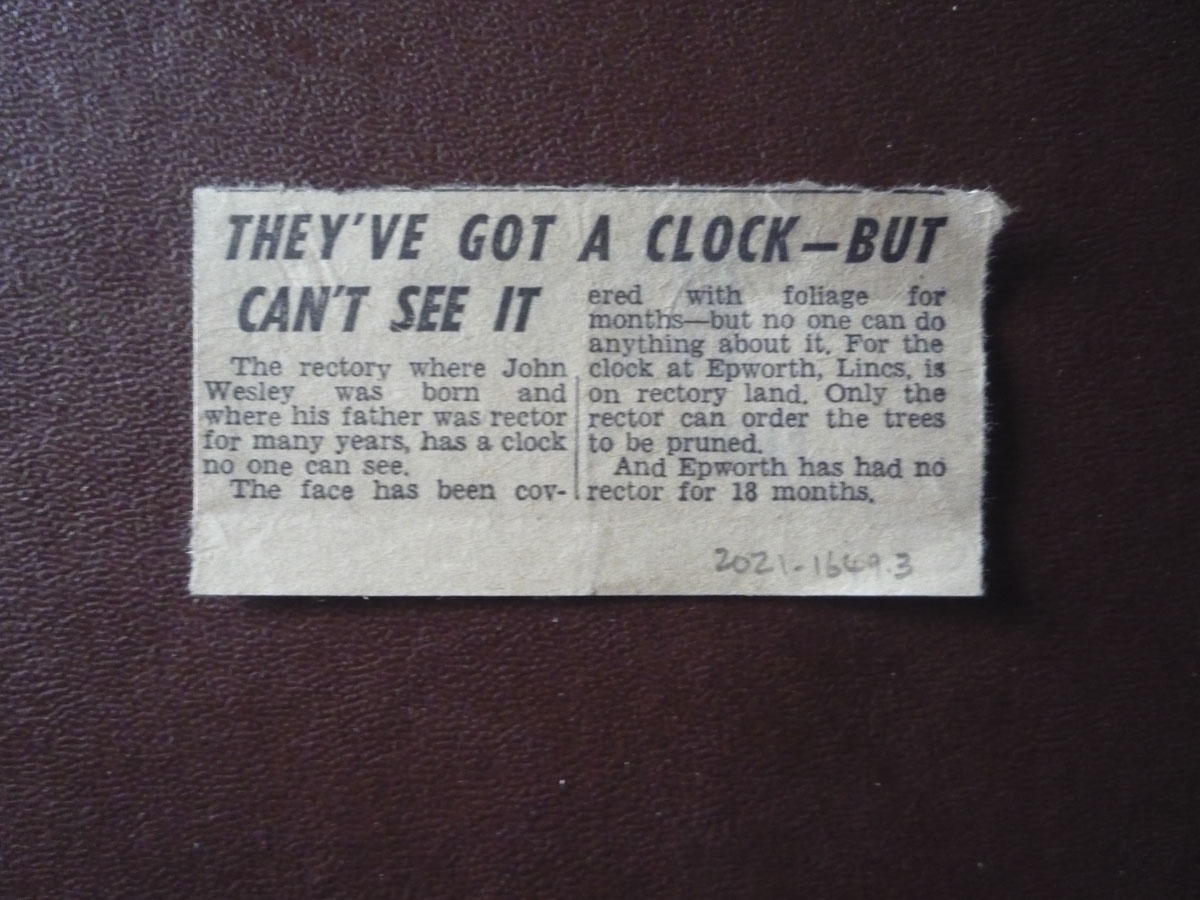 THEY'VE GOT A CLOCK—BUT
CAN'T SEE IT
The rectory where John
Wesley was born and
where his father was rector
for many years, has a clock
no one can see.
The face has been cov-
ered with foliage for
months—but no one can do
anything about it. For the
clock at Epworth, Lincs. is
on rectory land. Only the
rector can order the trees
to be pruned.
And Epworth has had no
rector for 18 months.
2021-1649.3